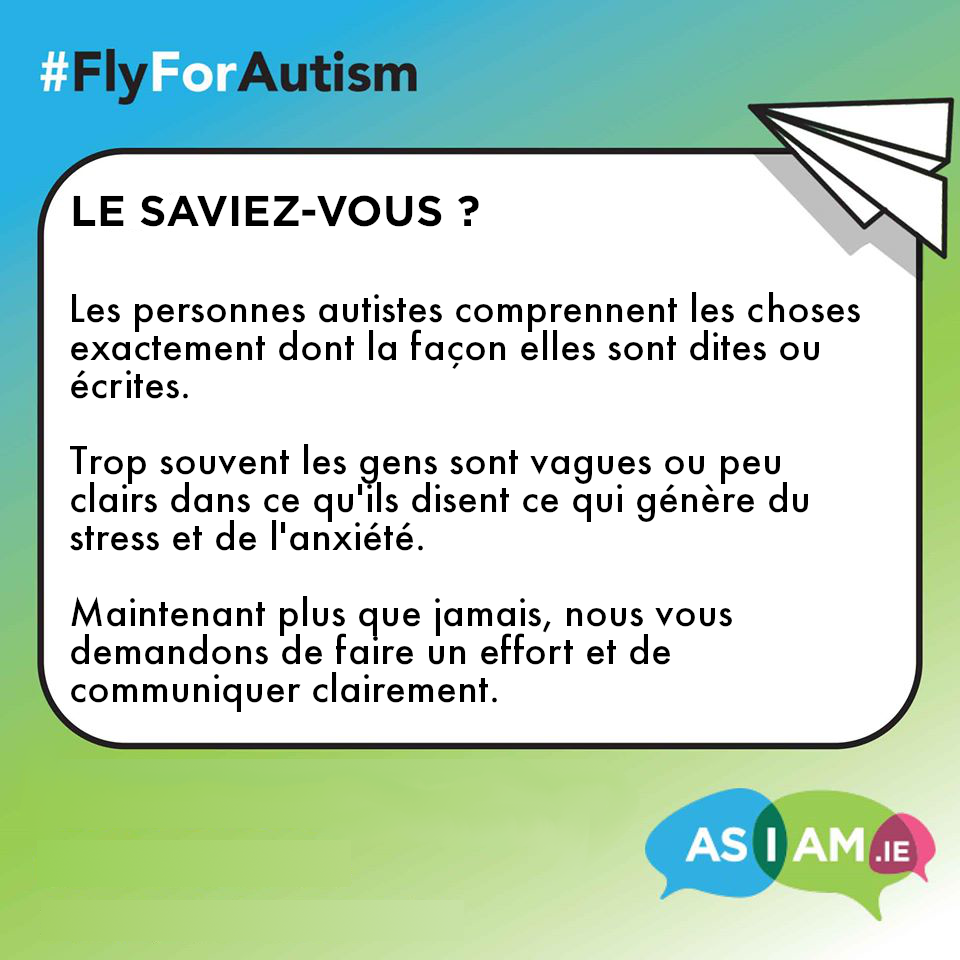 #FlyForAutism
LE SAVIEZ-VOUS ?
Les personnes autistes comprennent les choses
exactement dont la façon elles sont dites ou
écrites.
Trop souvent les gens sont vagues ou peu
clairs dans ce qu'ils disent ce qui génère du
stress et de l'anxiété.
Maintenant plus que jamais, nous vous
demandons de faire un effort et de
communiquer clairement.
AS I AM.IE